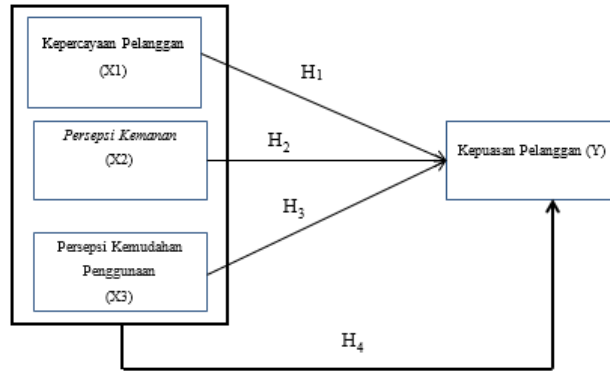 Kepercayaan Pelanggan
(X1)
H1
Persepsi Kemanan
(X2)
H2
Kepuasan Pelanggan (Y)
H3
Persepsi Kemudahan
Penggunaan
(X3)
H4